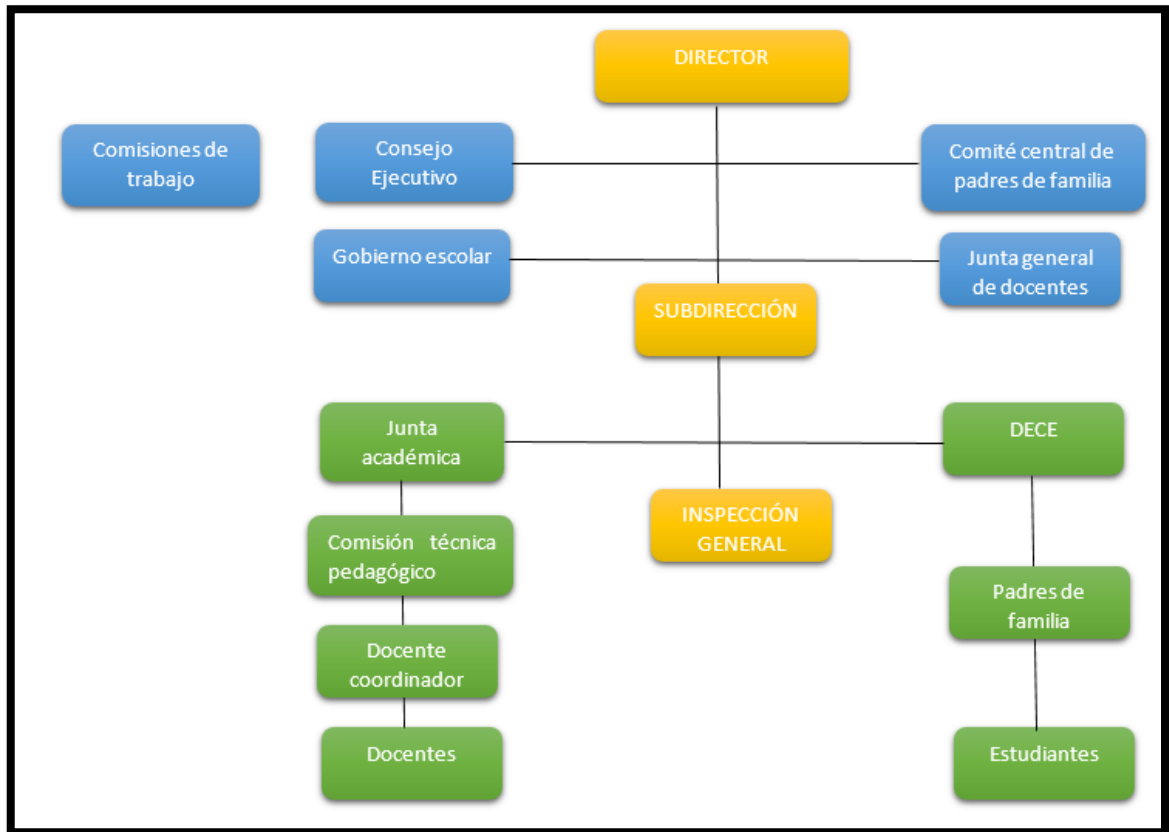 DIRECTOR
Comisiones de
trabajo
Consejo
Ejecutivo
Comité central de
padres de familia
Gobierno escolar
Junta general
de docentes
SUBDIRECCIÓN
Junta
académica
DECE
INSPECCIÓN
GENERAL
Comisión técnica
pedagógico
Padres de
familia
Docente
coordinador
Docentes
Estudiantes